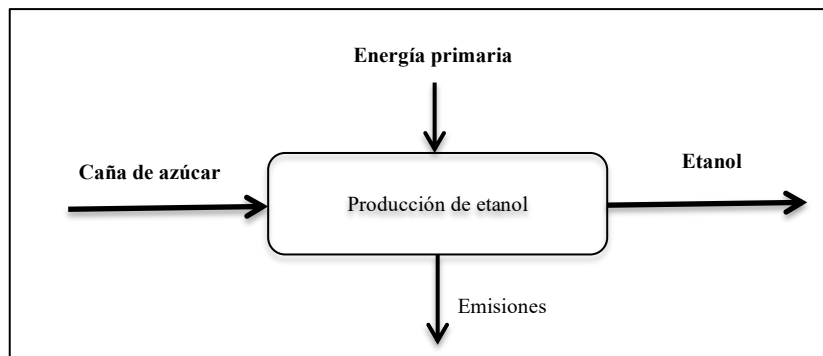 Energía primaria
Caña de azúcar
Etanol
Producción de etanol
Emisiones